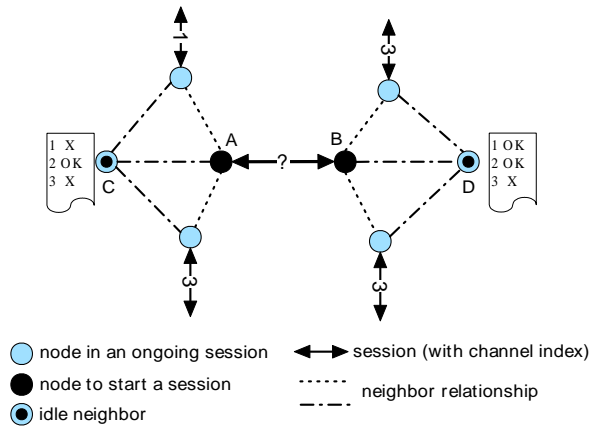 1
3
A
B
1 X
2 OK
3 X
C
?
D
1 OK
2 OK
3 X
3
3
node in an ongoing session
session (with channel index)
node to start a session
neighbor relationship
idle neighbor